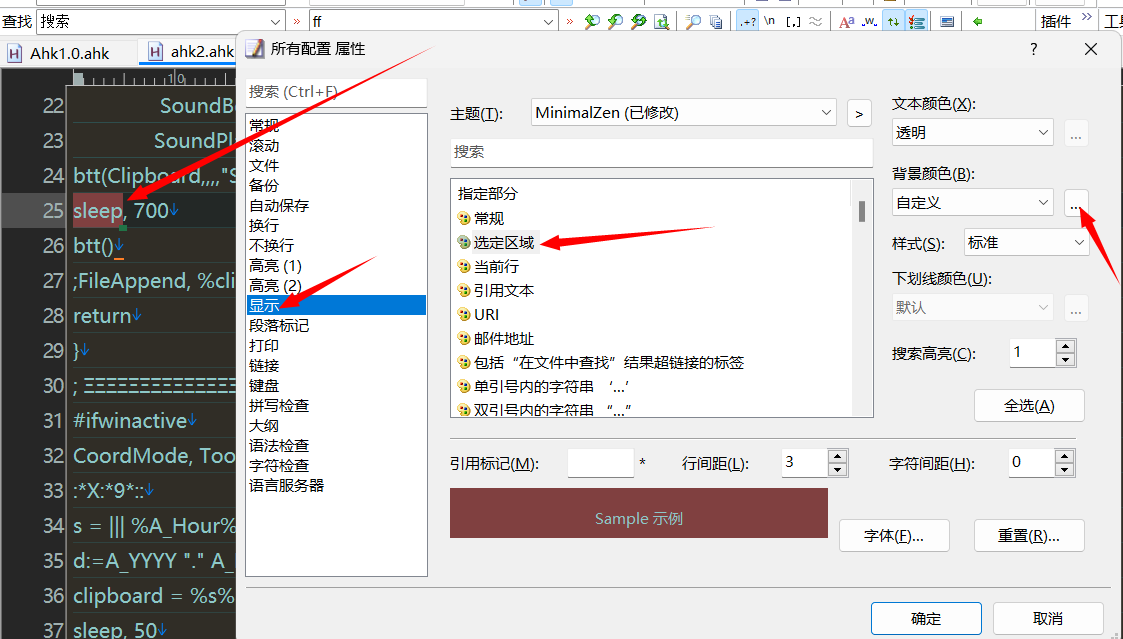 查找 搜索 » ff » .+? \n [,] Aa .w. 插件 » 工
Ahk1.0.ahk ahk2.ahk
10
22 SoundBe
23 SoundPl
24 btt(Clipboard,,,,"S
25 sleep, 700↓
26 btt()↓
27 ;FileAppend, %cli
28 return↓
29 }↓
30 ;
31 #ifwinactive↓
32 CoordMode, Too
33 :*X:*9*::↓
34 s = ||| %A_Hour%
35 d:=A_YYYY "." A_
36 clipboard = %s%
37 sleep, 50↓
所有配置 属性
?
搜索 (Ctrl+F)
常规
滚动
文件
备份
自动保存
换行
不换行
高亮 (1)
高亮 (2)
显示
段落标记
打印
链接
键盘
拼写检查
大纲
语法检查
字符检查
语言服务器
主题(T): MinimalZen (已修改) >
搜索
指定部分
常规
选定区域
当前行
引用文本
URI
邮件地址
包括“在文件中查找”结果超链接的标签
单引号内的字符串 ‘...’
双引号内的字符串 “...”
文本颜色(X):
透明 ...
背景颜色(B):
自定义 ...
样式(S): 标准
下划线颜色(U):
默认 ...
搜索高亮(C): 1
全选(A)
引用标记(M): * 行间距(L): 3 字符间距(H): 0
Sample 示例
字体(F)... 重置(R)...
确定 取消